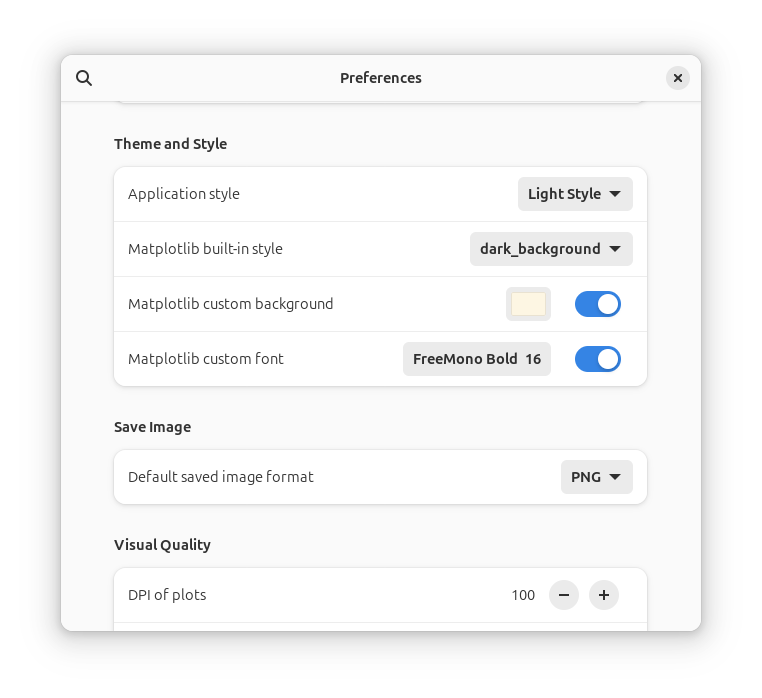 Preferences
Theme and Style
Application style Light Style
Matplotlib built-in style dark_background
Matplotlib custom background
Matplotlib custom font FreeMono Bold 16
Save Image
Default saved image format PNG
Visual Quality
DPI of plots 100